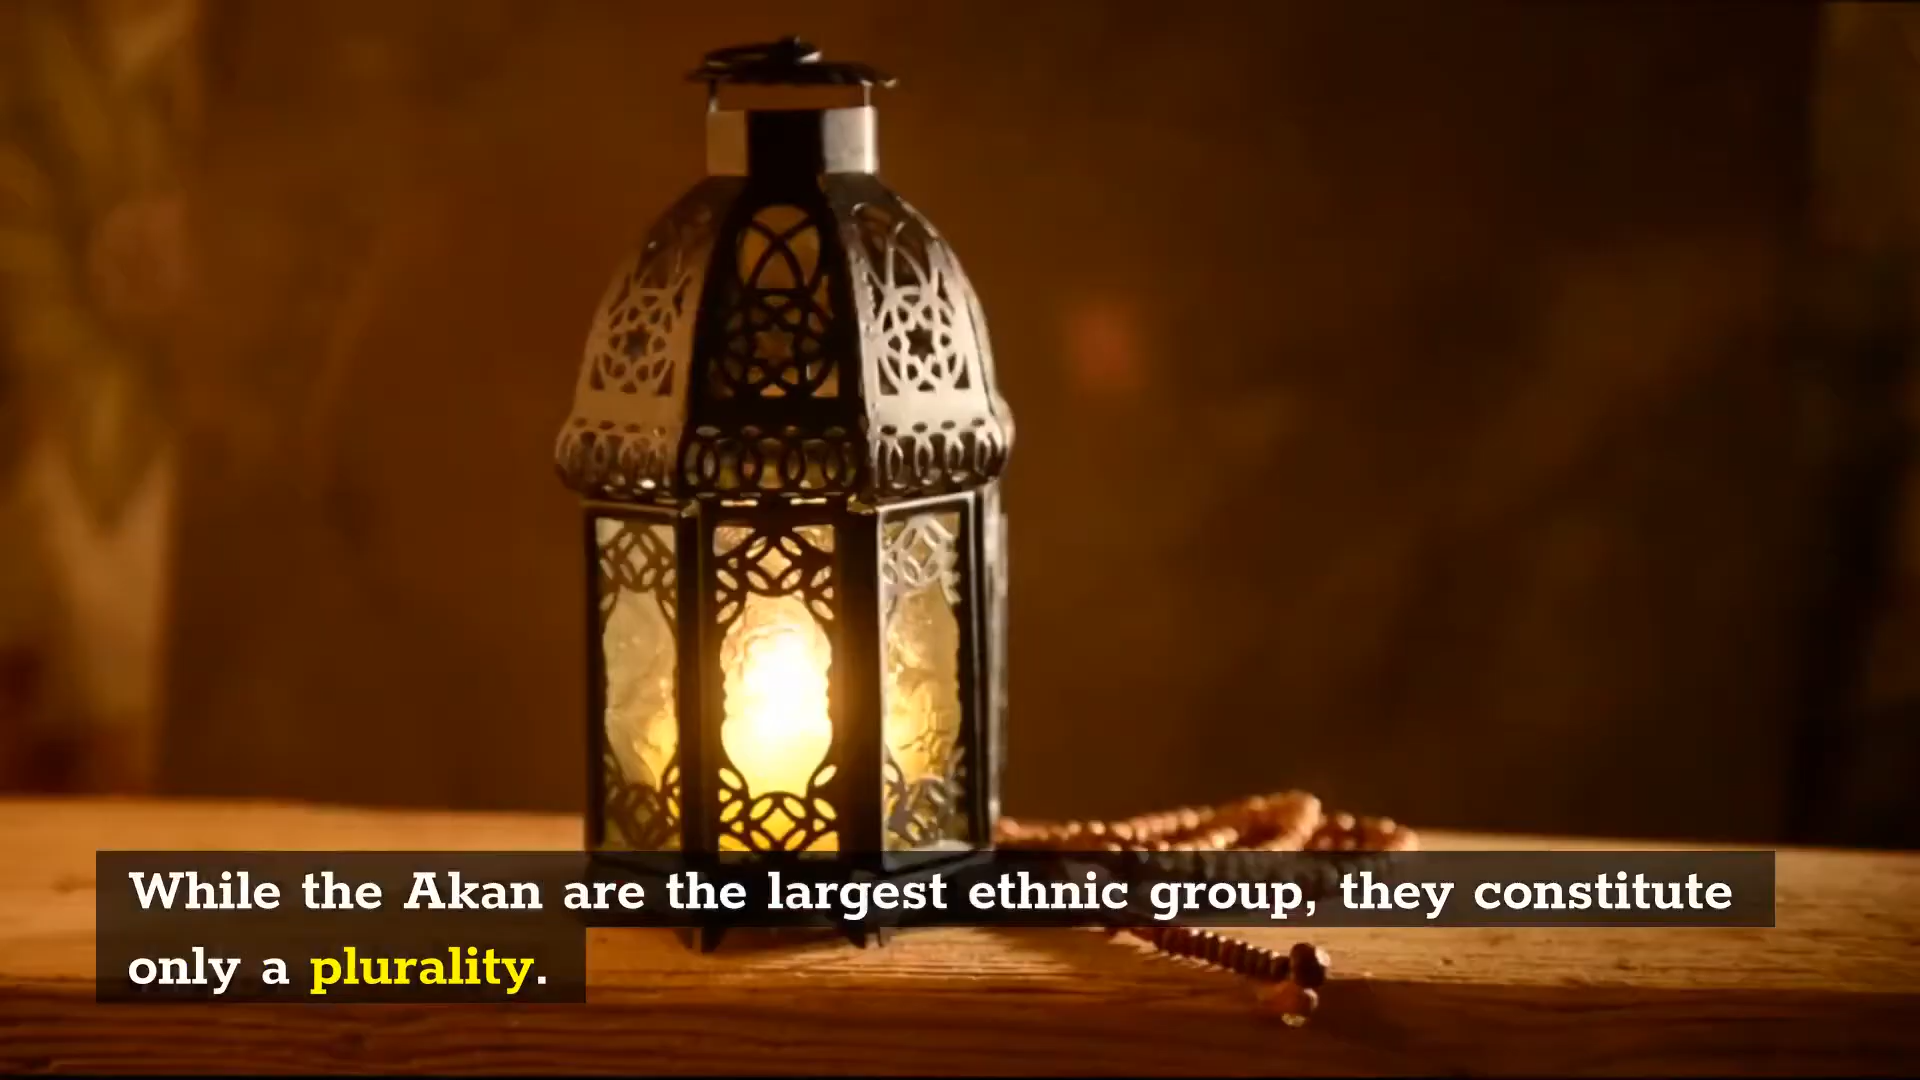 While the Akan are the largest ethnic group, they constitute
only a plurality.